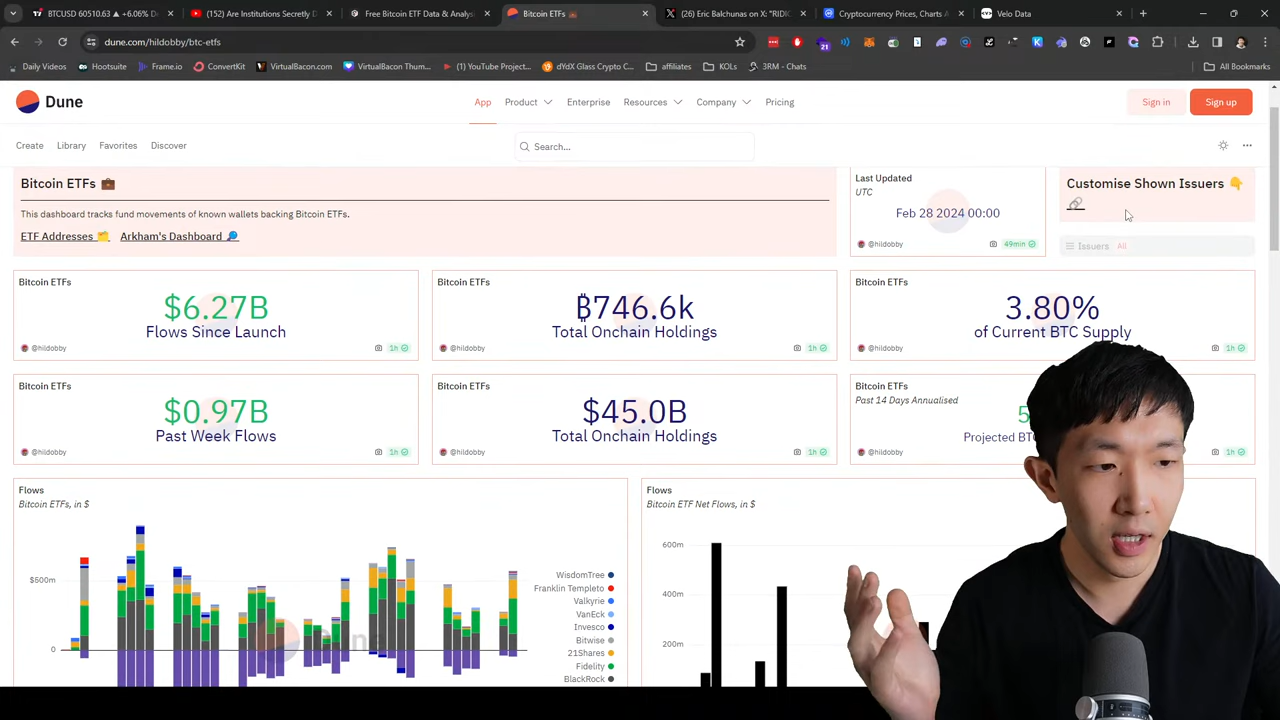 BTCUSD 60510.63 ▲ +6.06% De
(152) Are Institutions Secretly D
Free Bitcoin ETF Data & Analys
Bitcoin ETFs 💼
(26) Eric Balchunas on X: "RIDIC
Cryptocurrency Prices, Charts A
Velo Data
dune.com/hildobby/btc-etfs
21
Daily Videos
Hootsuite
Frame.io
ConvertKit
VirtualBacon.com
VirtualBacon Thum...
(1) YouTube Project...
dYdX Glass Crypto C...
affiliates
KOLs
3RM - Chats
All Bookmarks
Dune
App
Product
Enterprise
Resources
Company
Pricing
Sign in
Sign up
Create
Library
Favorites
Discover
Search...
Bitcoin ETFs 💼
This dashboard tracks fund movements of known wallets backing Bitcoin ETFs.
ETF Addresses 🗂️ Arkham's Dashboard 🔎
Last Updated
UTC
Feb 28 2024 00:00
@hildobby
49min
Customise Shown Issuers 👇
Issuers All
Bitcoin ETFs
$6.27B
Flows Since Launch
@hildobby
1h
Bitcoin ETFs
₿746.6k
Total Onchain Holdings
@hildobby
1h
Bitcoin ETFs
3.80%
of Current BTC Supply
@hildobby
1h
Bitcoin ETFs
$0.97B
Past Week Flows
@hildobby
1h
Bitcoin ETFs
$45.0B
Total Onchain Holdings
@hildobby
1h
Bitcoin ETFs
Past 14 Days Annualised
5
Projected BT
@hildobby
1h
Flows
Bitcoin ETFs, in $
$500m
0
Dune
WisdomTree
Franklin Templeto
Valkyrie
VanEck
Invesco
Bitwise
21Shares
Fidelity
BlackRock
Flows
Bitcoin ETF Net Flows, in $
600m
400m
200m